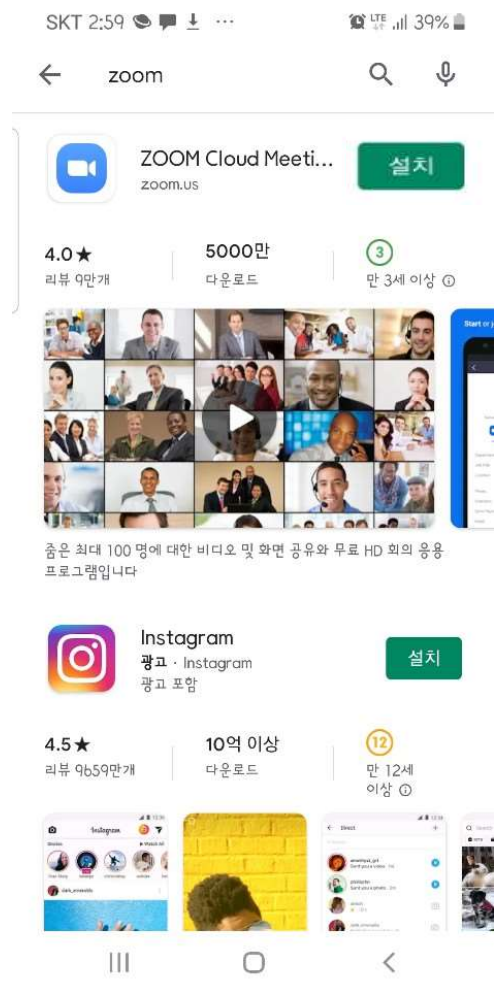 SKT 2:59 ... LTE 39%
zoom
ZOOM Cloud Meeti...
zoom.us
설치
4.0★
리뷰 9만개
5000만
다운로드
3
만 3세 이상
Start or j
줌은 최대 100 명에 대한 비디오 및 화면 공유와 무료 HD 회의 응용
프로그램입니다
Instagram
광고 · Instagram
광고 포함
설치
4.5★
리뷰 9659만개
10억 이상
다운로드
12
만 12세
이상
Instagram
Direct